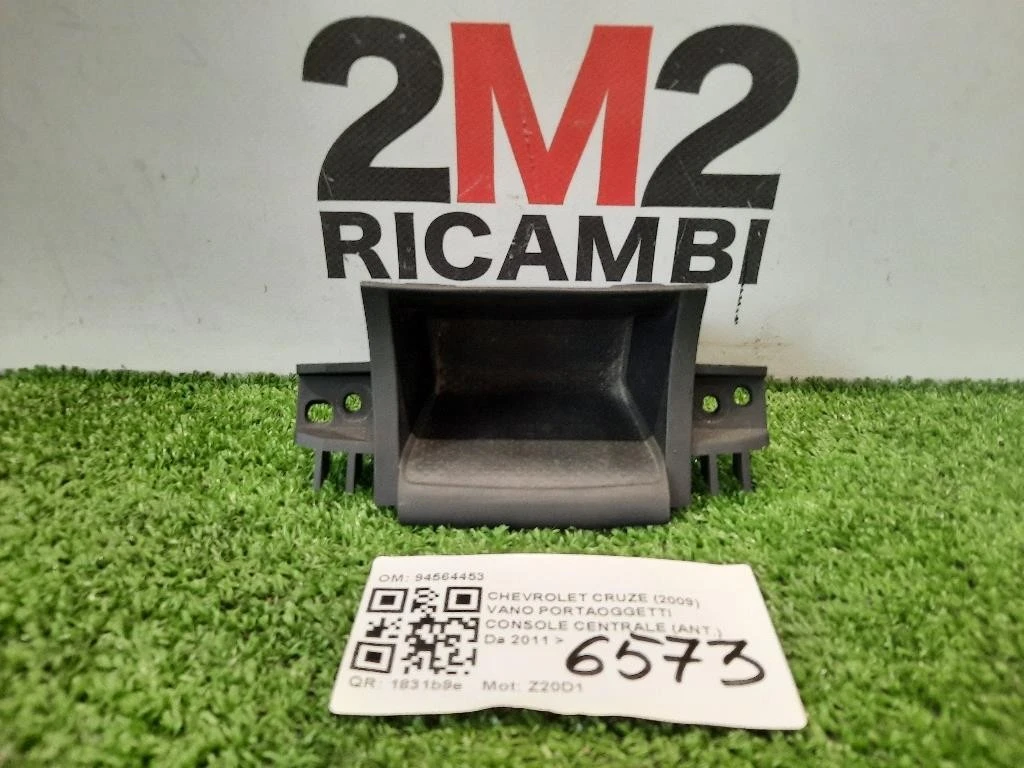 2M2
RICAMBI
OM: 94564453
CHEVROLET CRUZE (2009)
VANO PORTAOGGETTI
CONSOLE CENTRALE (ANT.)
Da 2011 >
6573
QR: 1831b9e Mot: Z20D1